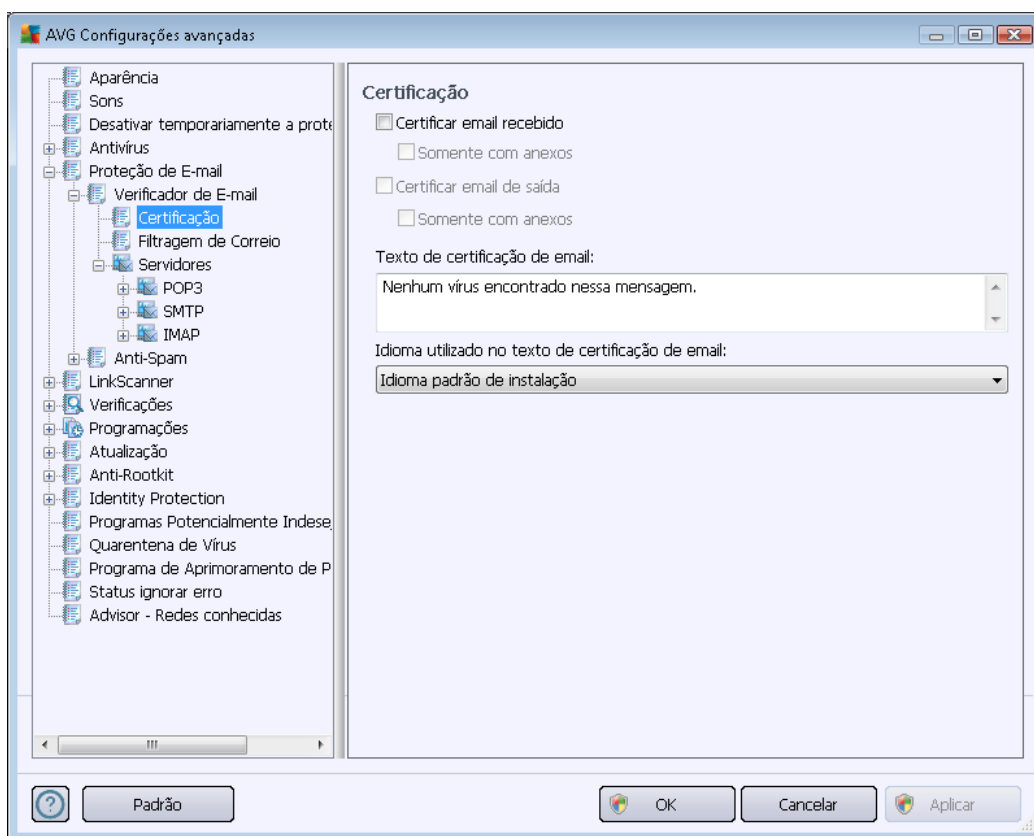 AVG Configurações avançadas
Aparência
Sons
Desativar temporariamente a prote
Antivírus
Proteção de E-mail
Verificador de E-mail
Certificação
Filtragem de Correio
Servidores
POP3
SMTP
IMAP
Anti-Spam
LinkScanner
Verificações
Programações
Atualização
Anti-Rootkit
Identity Protection
Programas Potencialmente Indese
Quarentena de Vírus
Programa de Aprimoramento de P
Status ignorar erro
Advisor - Redes conhecidas
Certificação
Certificar email recebido
Somente com anexos
Certificar email de saída
Somente com anexos
Texto de certificação de email:
Nenhum vírus encontrado nessa mensagem.
Idioma utilizado no texto de certificação de email:
Idioma padrão de instalação
Padrão
OK
Cancelar
Aplicar